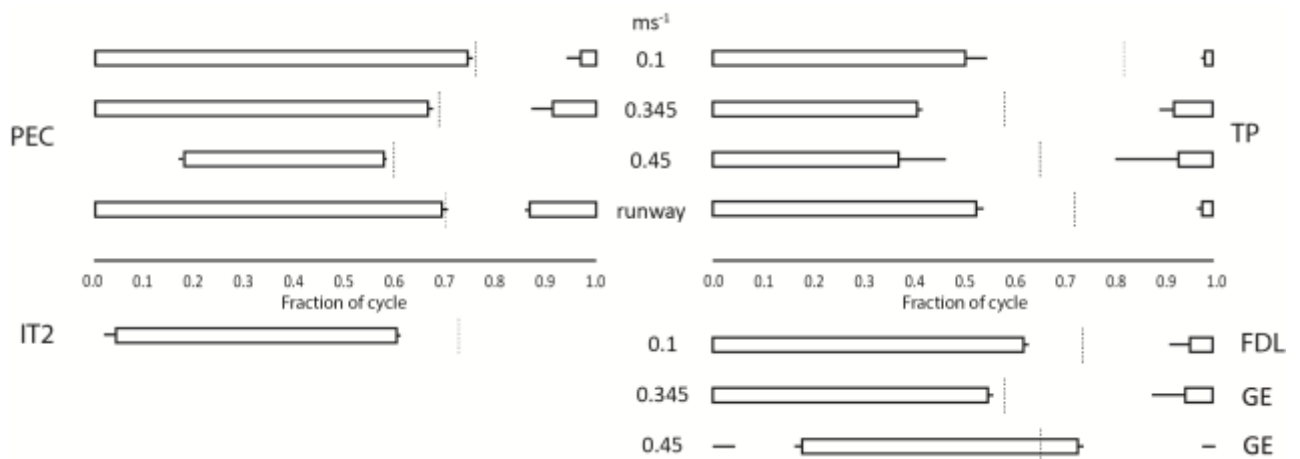 ms⁻¹
0.1
0.345
PEC
TP
0.45
runway
0.0 0.1 0.2 0.3 0.4 0.5 0.6 0.7 0.8 0.9 1.0
Fraction of cycle
0.0 0.1 0.2 0.3 0.4 0.5 0.6 0.7 0.8 0.9 1.0
Fraction of cycle
IT2
0.1 FDL
0.345 GE
0.45 GE